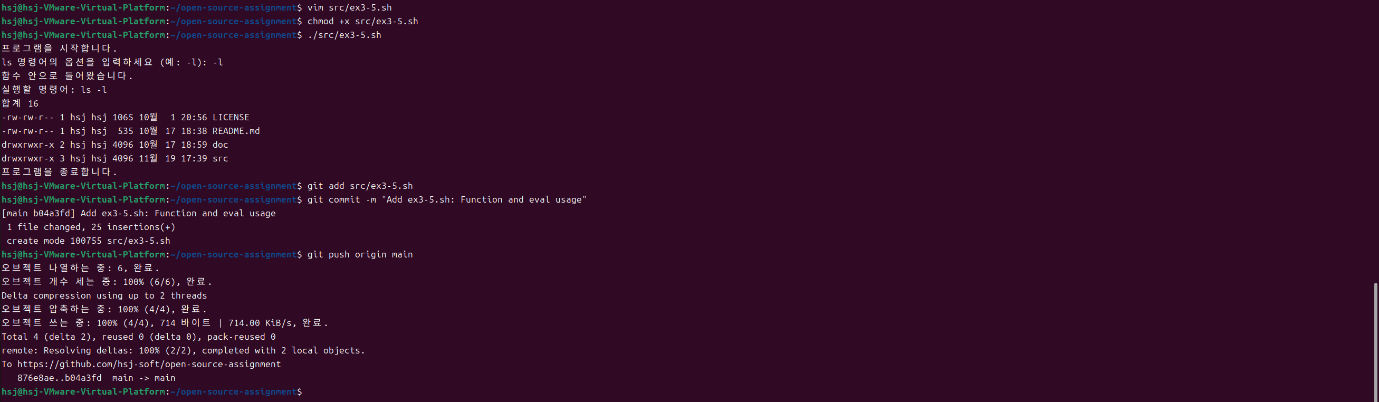 hsj@hsj-VMware-Virtual-Platform:~/open-source-assignment$ vim src/ex3-5.sh
hsj@hsj-VMware-Virtual-Platform:~/open-source-assignment$ chmod +x src/ex3-5.sh
hsj@hsj-VMware-Virtual-Platform:~/open-source-assignment$ ./src/ex3-5.sh
프로그램을 시작합니다.
ls 명령어의 옵션을 입력하세요 (예: -l): -l
함수 안으로 들어왔습니다.
실행할 명령어: ls -l
합계 16
-rw-rw-r-- 1 hsj hsj 1065 10월  1 20:56 LICENSE
-rw-rw-r-- 1 hsj hsj  535 10월 17 18:38 README.md
drwxrwxr-x 2 hsj hsj 4096 10월 17 18:59 doc
drwxrwxr-x 3 hsj hsj 4096 11월 19 17:39 src
프로그램을 종료합니다.
hsj@hsj-VMware-Virtual-Platform:~/open-source-assignment$ git add src/ex3-5.sh
hsj@hsj-VMware-Virtual-Platform:~/open-source-assignment$ git commit -m "Add ex3-5.sh: Function and eval usage"
[main b04a3fd] Add ex3-5.sh: Function and eval usage
 1 file changed, 25 insertions(+)
 create mode 100755 src/ex3-5.sh
hsj@hsj-VMware-Virtual-Platform:~/open-source-assignment$ git push origin main
오브젝트 나열하는 중: 6, 완료.
오브젝트 개수 세는 중: 100% (6/6), 완료.
Delta compression using up to 2 threads
오브젝트 압축하는 중: 100% (4/4), 완료.
오브젝트 쓰는 중: 100% (4/4), 714 바이트 | 714.00 KiB/s, 완료.
Total 4 (delta 2), reused 0 (delta 0), pack-reused 0
remote: Resolving deltas: 100% (2/2), completed with 2 local objects.
To https://github.com/hsj-soft/open-source-assignment
   876e8ae..b04a3fd  main -> main
hsj@hsj-VMware-Virtual-Platform:~/open-source-assignment$